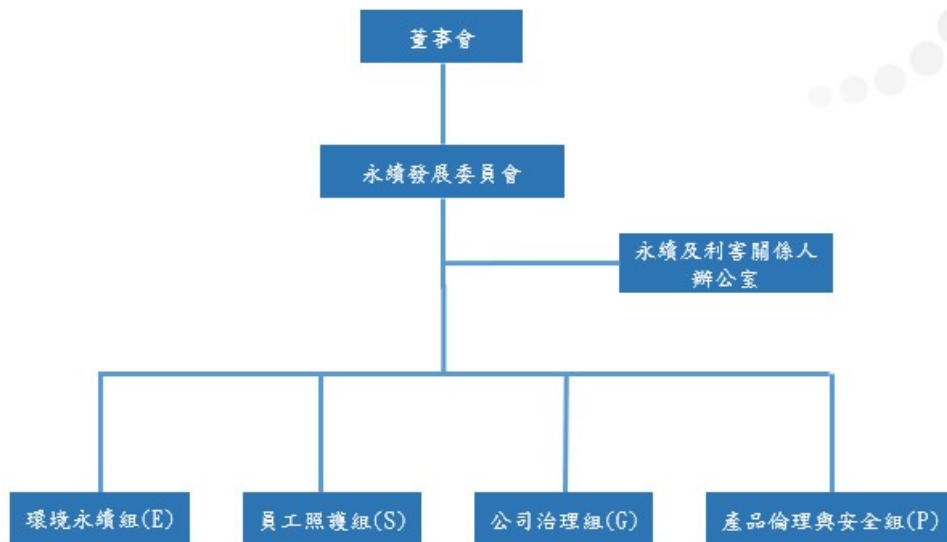 董事會
永續發展委員會
永續及利害關係人
辦公室
環境永續組(E)
員工照護組(S)
公司治理組(G)
產品倫理與安全組(P)